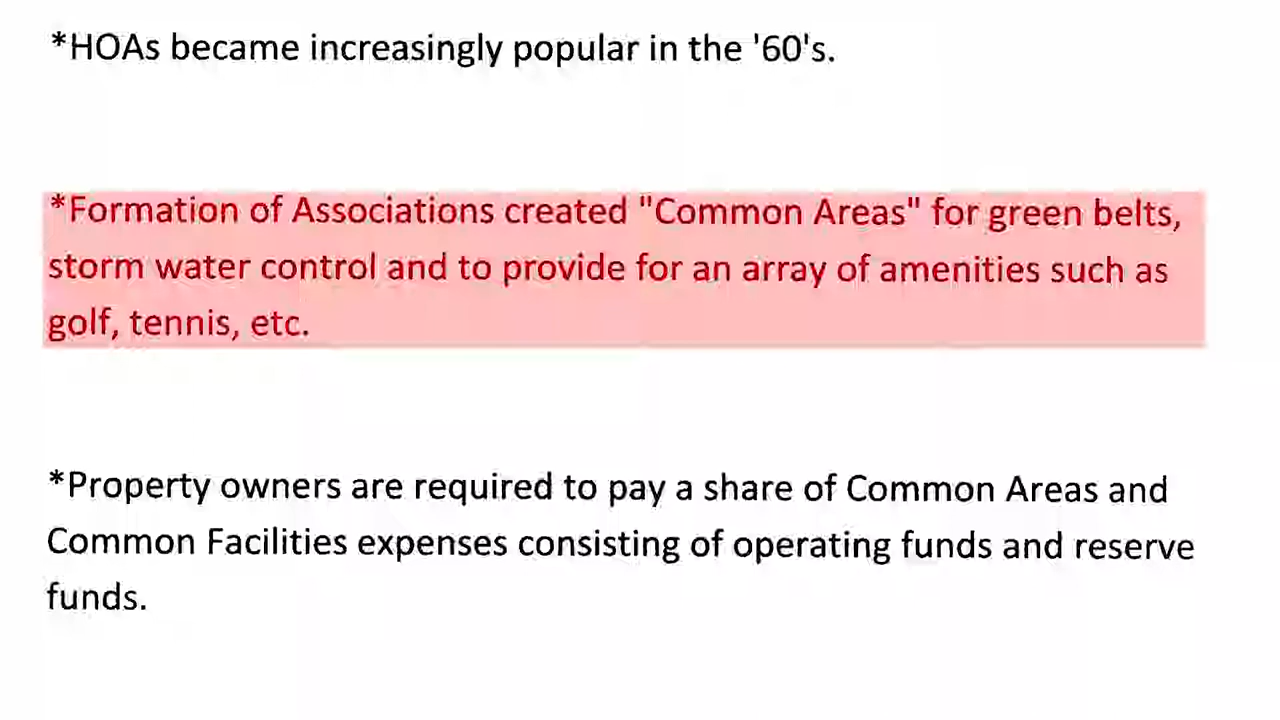 *HOAs became increasingly popular in the '60's.
*Formation of Associations created "Common Areas" for green belts,
storm water control and to provide for an array of amenities such as
golf, tennis, etc.
*Property owners are required to pay a share of Common Areas and
Common Facilities expenses consisting of operating funds and reserve
funds.